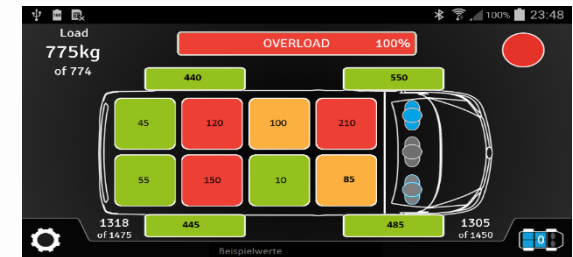 100% 23:48
Load
775kg
of 774
OVERLOAD 100%
440 550
45 120 100 210
55 150 10 85
445 485
1318
of 1475
1305
of 1450
0
Beispielwerte